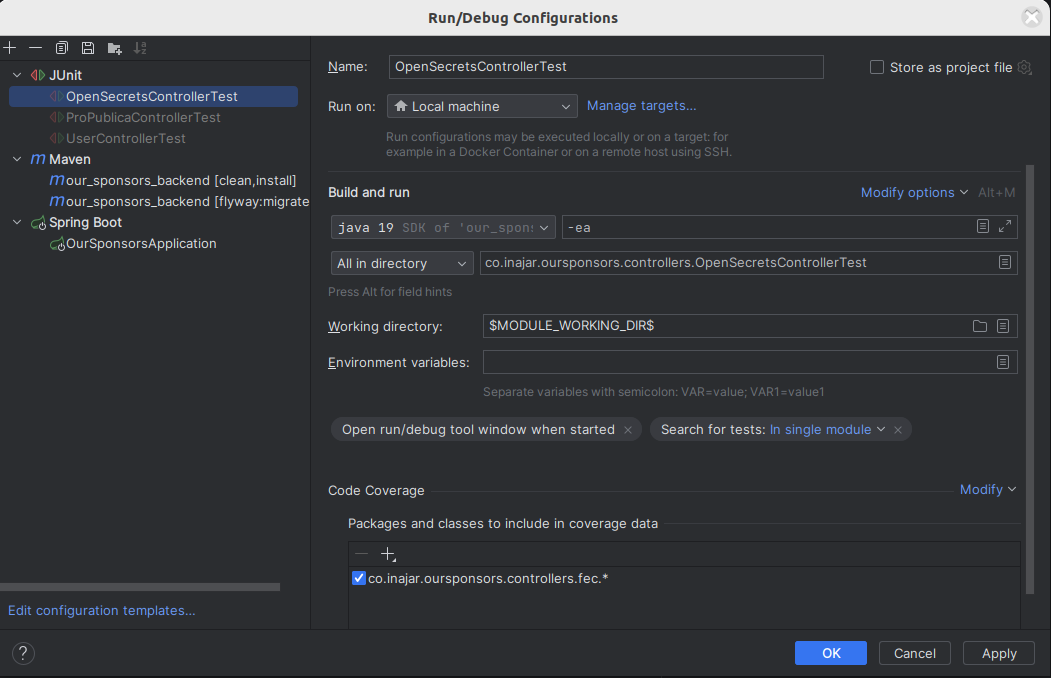 Run/Debug Configurations
JUnit
OpenSecretsControllerTest
ProPublicaControllerTest
UserControllerTest
Maven
our_sponsors_backend [clean,install]
our_sponsors_backend [flyway:migrate
Spring Boot
OurSponsorsApplication
Edit configuration templates...
Name: OpenSecretsControllerTest Store as project file
Run on: Local machine Manage targets...
Run configurations may be executed locally or on a target: for
example in a Docker Container or on a remote host using SSH.
Build and run Modify options Alt+M
java 19 SDK of 'our_spons -ea
All in directory co.inajar.oursponsors.controllers.OpenSecretsControllerTest
Press Alt for field hints
Working directory: $MODULE_WORKING_DIR$
Environment variables:
Separate variables with semicolon: VAR=value; VAR1=value1
Open run/debug tool window when started × Search for tests: In single module ×
Code Coverage Modify
Packages and classes to include in coverage data
co.inajar.oursponsors.controllers.fec.*
? OK Cancel Apply